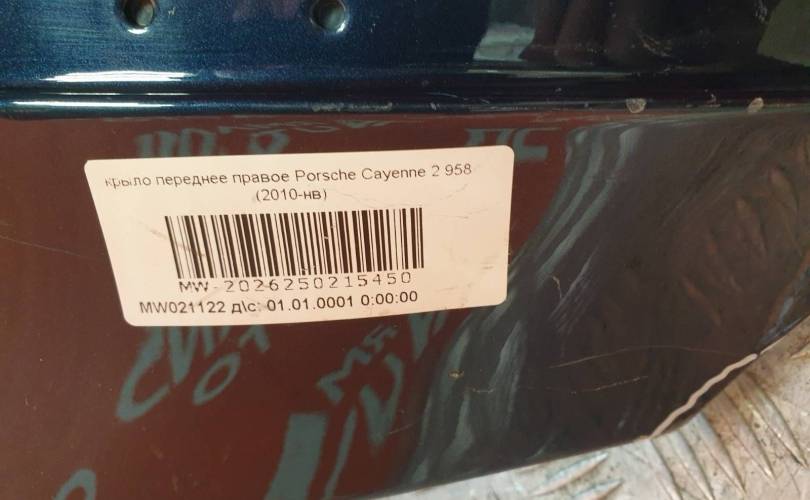 крыло переднее правое Porsche Cayenne 2 958
(2010-нв)
MW-2026250215450
MW021122 д\с: 01.01.0001 0:00:00